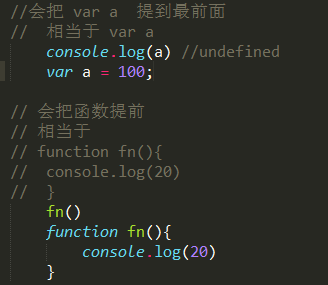 //会把 var a  提到最前面
//  相当于 var a
    console.log(a) //undefined
    var a = 100;

// 会把函数提前
// 相当于
// function fn(){
//  console.log(20)
//  }
    fn()
    function fn(){
        console.log(20)
    }